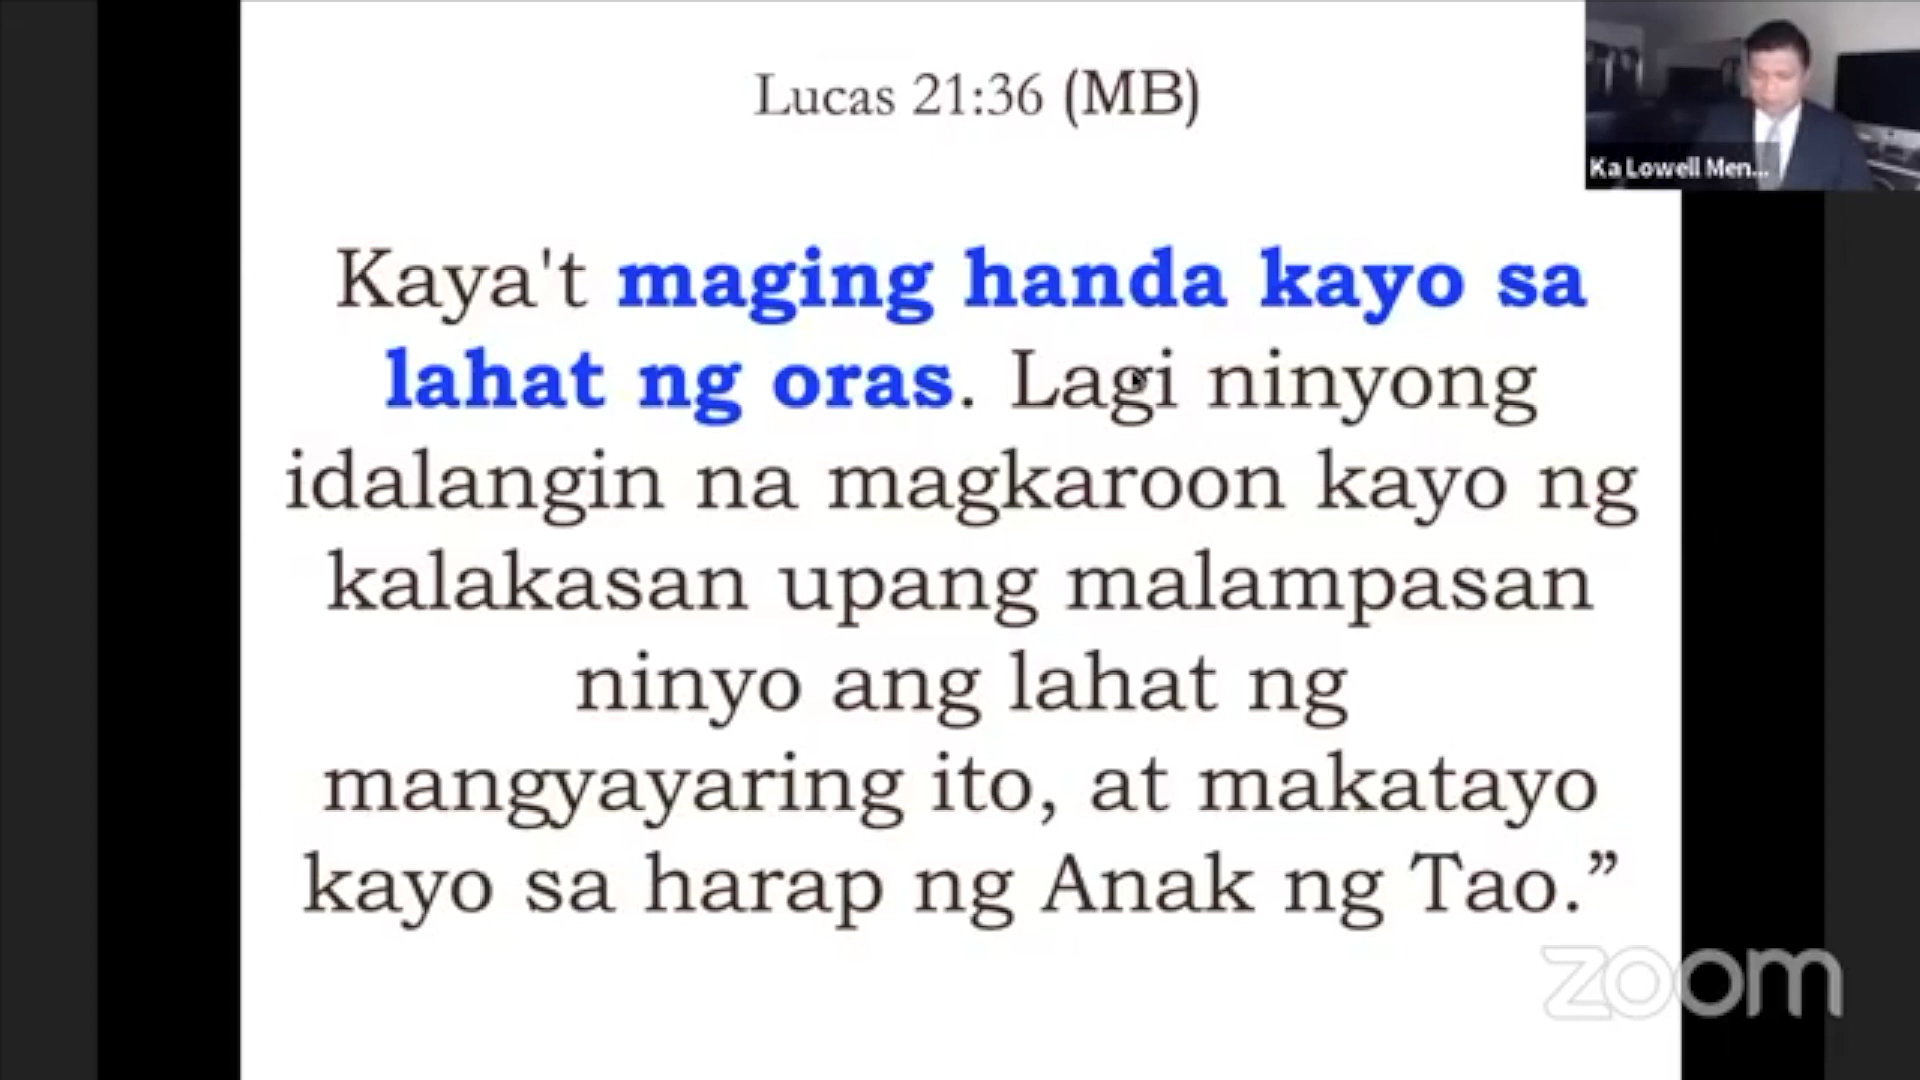 Lucas 21:36 (MB)
Ka Lowell Men...
Kaya't maging handa kayo sa
lahat ng oras. Lagi ninyong
idalangin na magkaroon kayo ng
kalakasan upang malampasan
ninyo ang lahat ng
mangyayaring ito, at makatayo
kayo sa harap ng Anak ng Tao.”
zoom